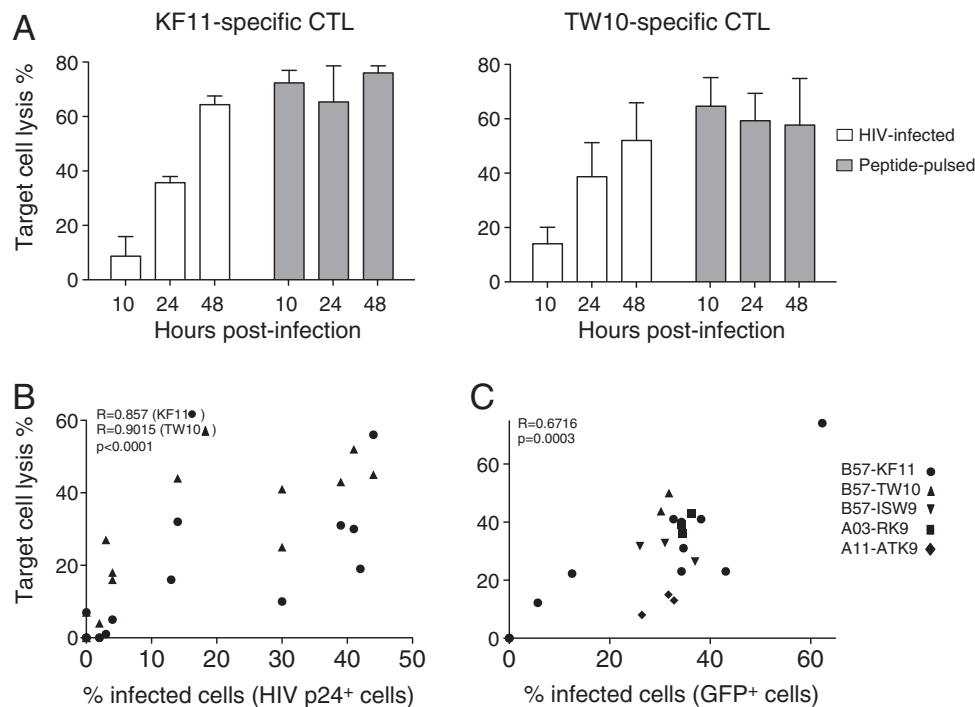 A
KF11-specific CTL
TW10-specific CTL
Target cell lysis %
80
60
40
20
0
10 24 48 10 24 48
Hours post-infection
80
60
40
20
0
10 24 48 10 24 48
Hours post-infection
HIV-infected
Peptide-pulsed
B
R=0.857 (KF11●)
R=0.9015 (TW10▲)
p<0.0001
Target cell lysis %
60
40
20
0
0 10 20 30 40 50
% infected cells (HIV p24+ cells)
C
R=0.6716
p=0.0003
60
40
20
0
0 20 40 60
% infected cells (GFP+ cells)
B57-KF11
B57-TW10
B57-ISW9
A03-RK9
A11-ATK9